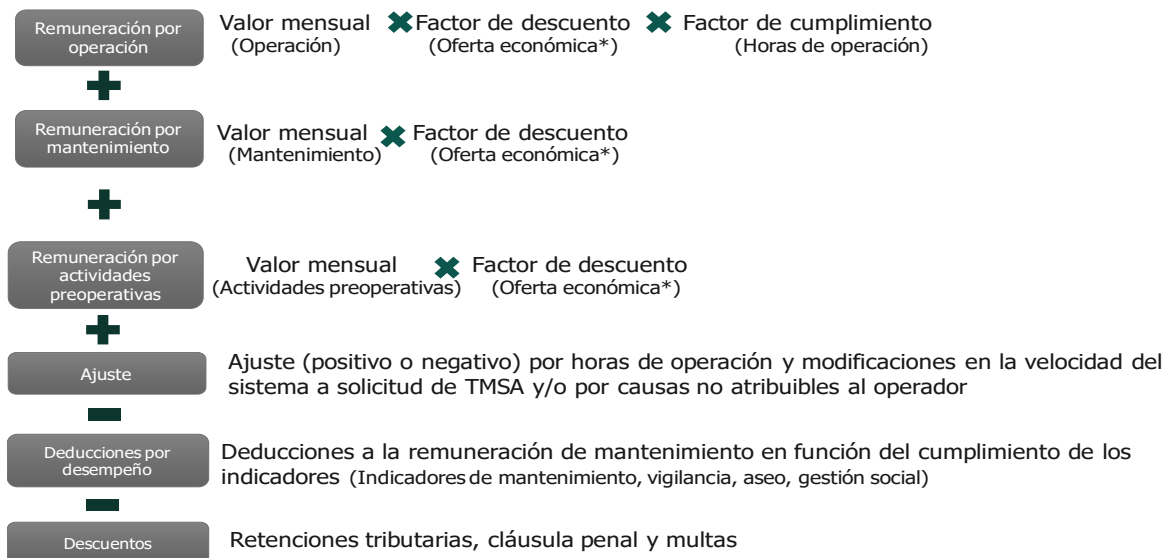 Remuneración por
operación
Valor mensual ✖ Factor de descuento ✖ Factor de cumplimiento
(Operación) (Oferta económica*) (Horas de operación)
+
Remuneración por
mantenimiento
Valor mensual ✖ Factor de descuento
(Mantenimiento) (Oferta económica*)
+
Remuneración por
actividades
preoperativas
Valor mensual ✖ Factor de descuento
(Actividades preoperativas) (Oferta económica*)
+
Ajuste
Ajuste (positivo o negativo) por horas de operación y modificaciones en la velocidad del
sistema a solicitud de TMSA y/o por causas no atribuibles al operador
−
Deducciones por
desempeño
Deducciones a la remuneración de mantenimiento en función del cumplimiento de los
indicadores (Indicadores de mantenimiento, vigilancia, aseo, gestión social)
−
Descuentos
Retenciones tributarias, cláusula penal y multas